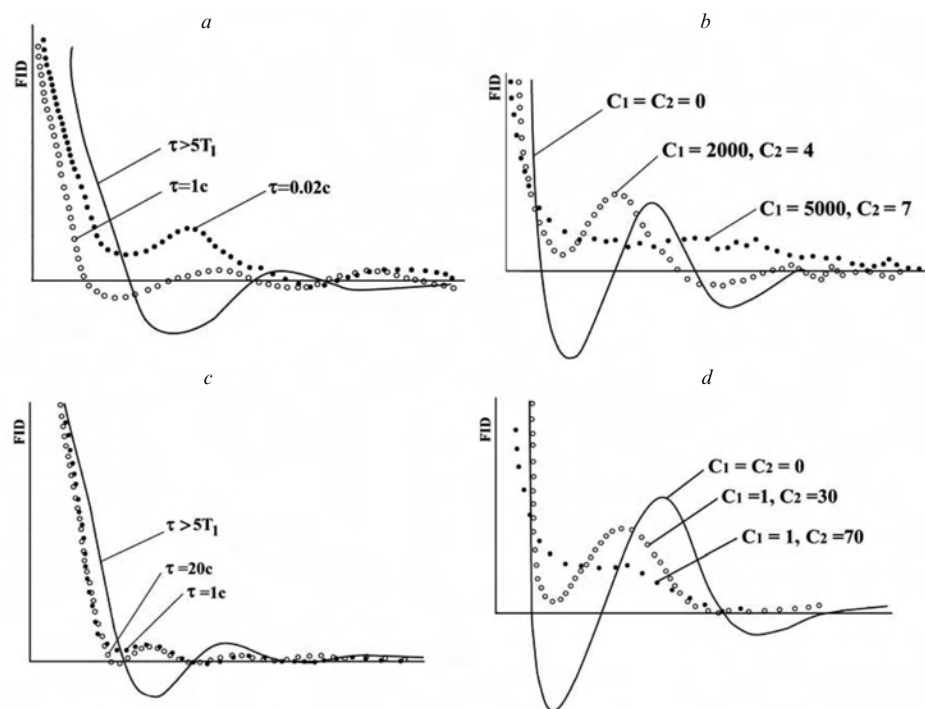 a
FID
τ>5T₁
τ=1c
τ=0.02c
b
FID
C₁ = C₂ = 0
C₁ = 2000, C₂ = 4
C₁ = 5000, C₂ = 7
c
FID
τ>5T₁
τ=20c
τ=1c
d
FID
C₁ = C₂ = 0
C₁ =1, C₂ =30
C₁ = 1, C₂ =70